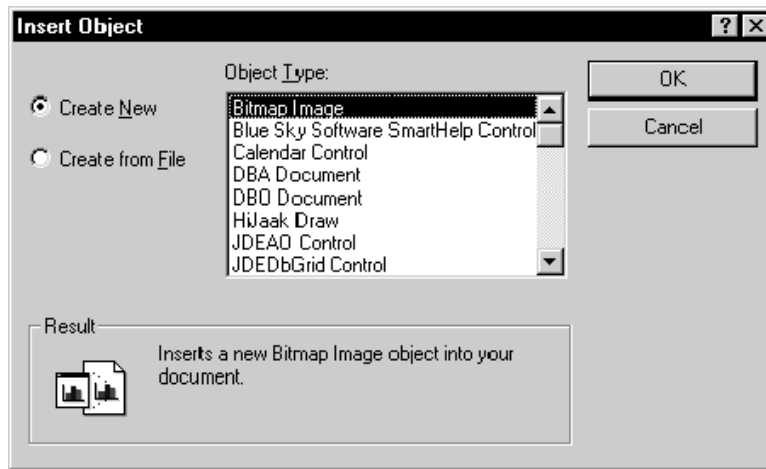 Insert Object
Object Type:
Create New
Create from File
Bitmap Image
Blue Sky Software SmartHelp Control
Calendar Control
DBA Document
DBO Document
HiJaak Draw
JDEAO Control
JDEDbGrid Control
OK
Cancel
Result
Inserts a new Bitmap Image object into your
document.